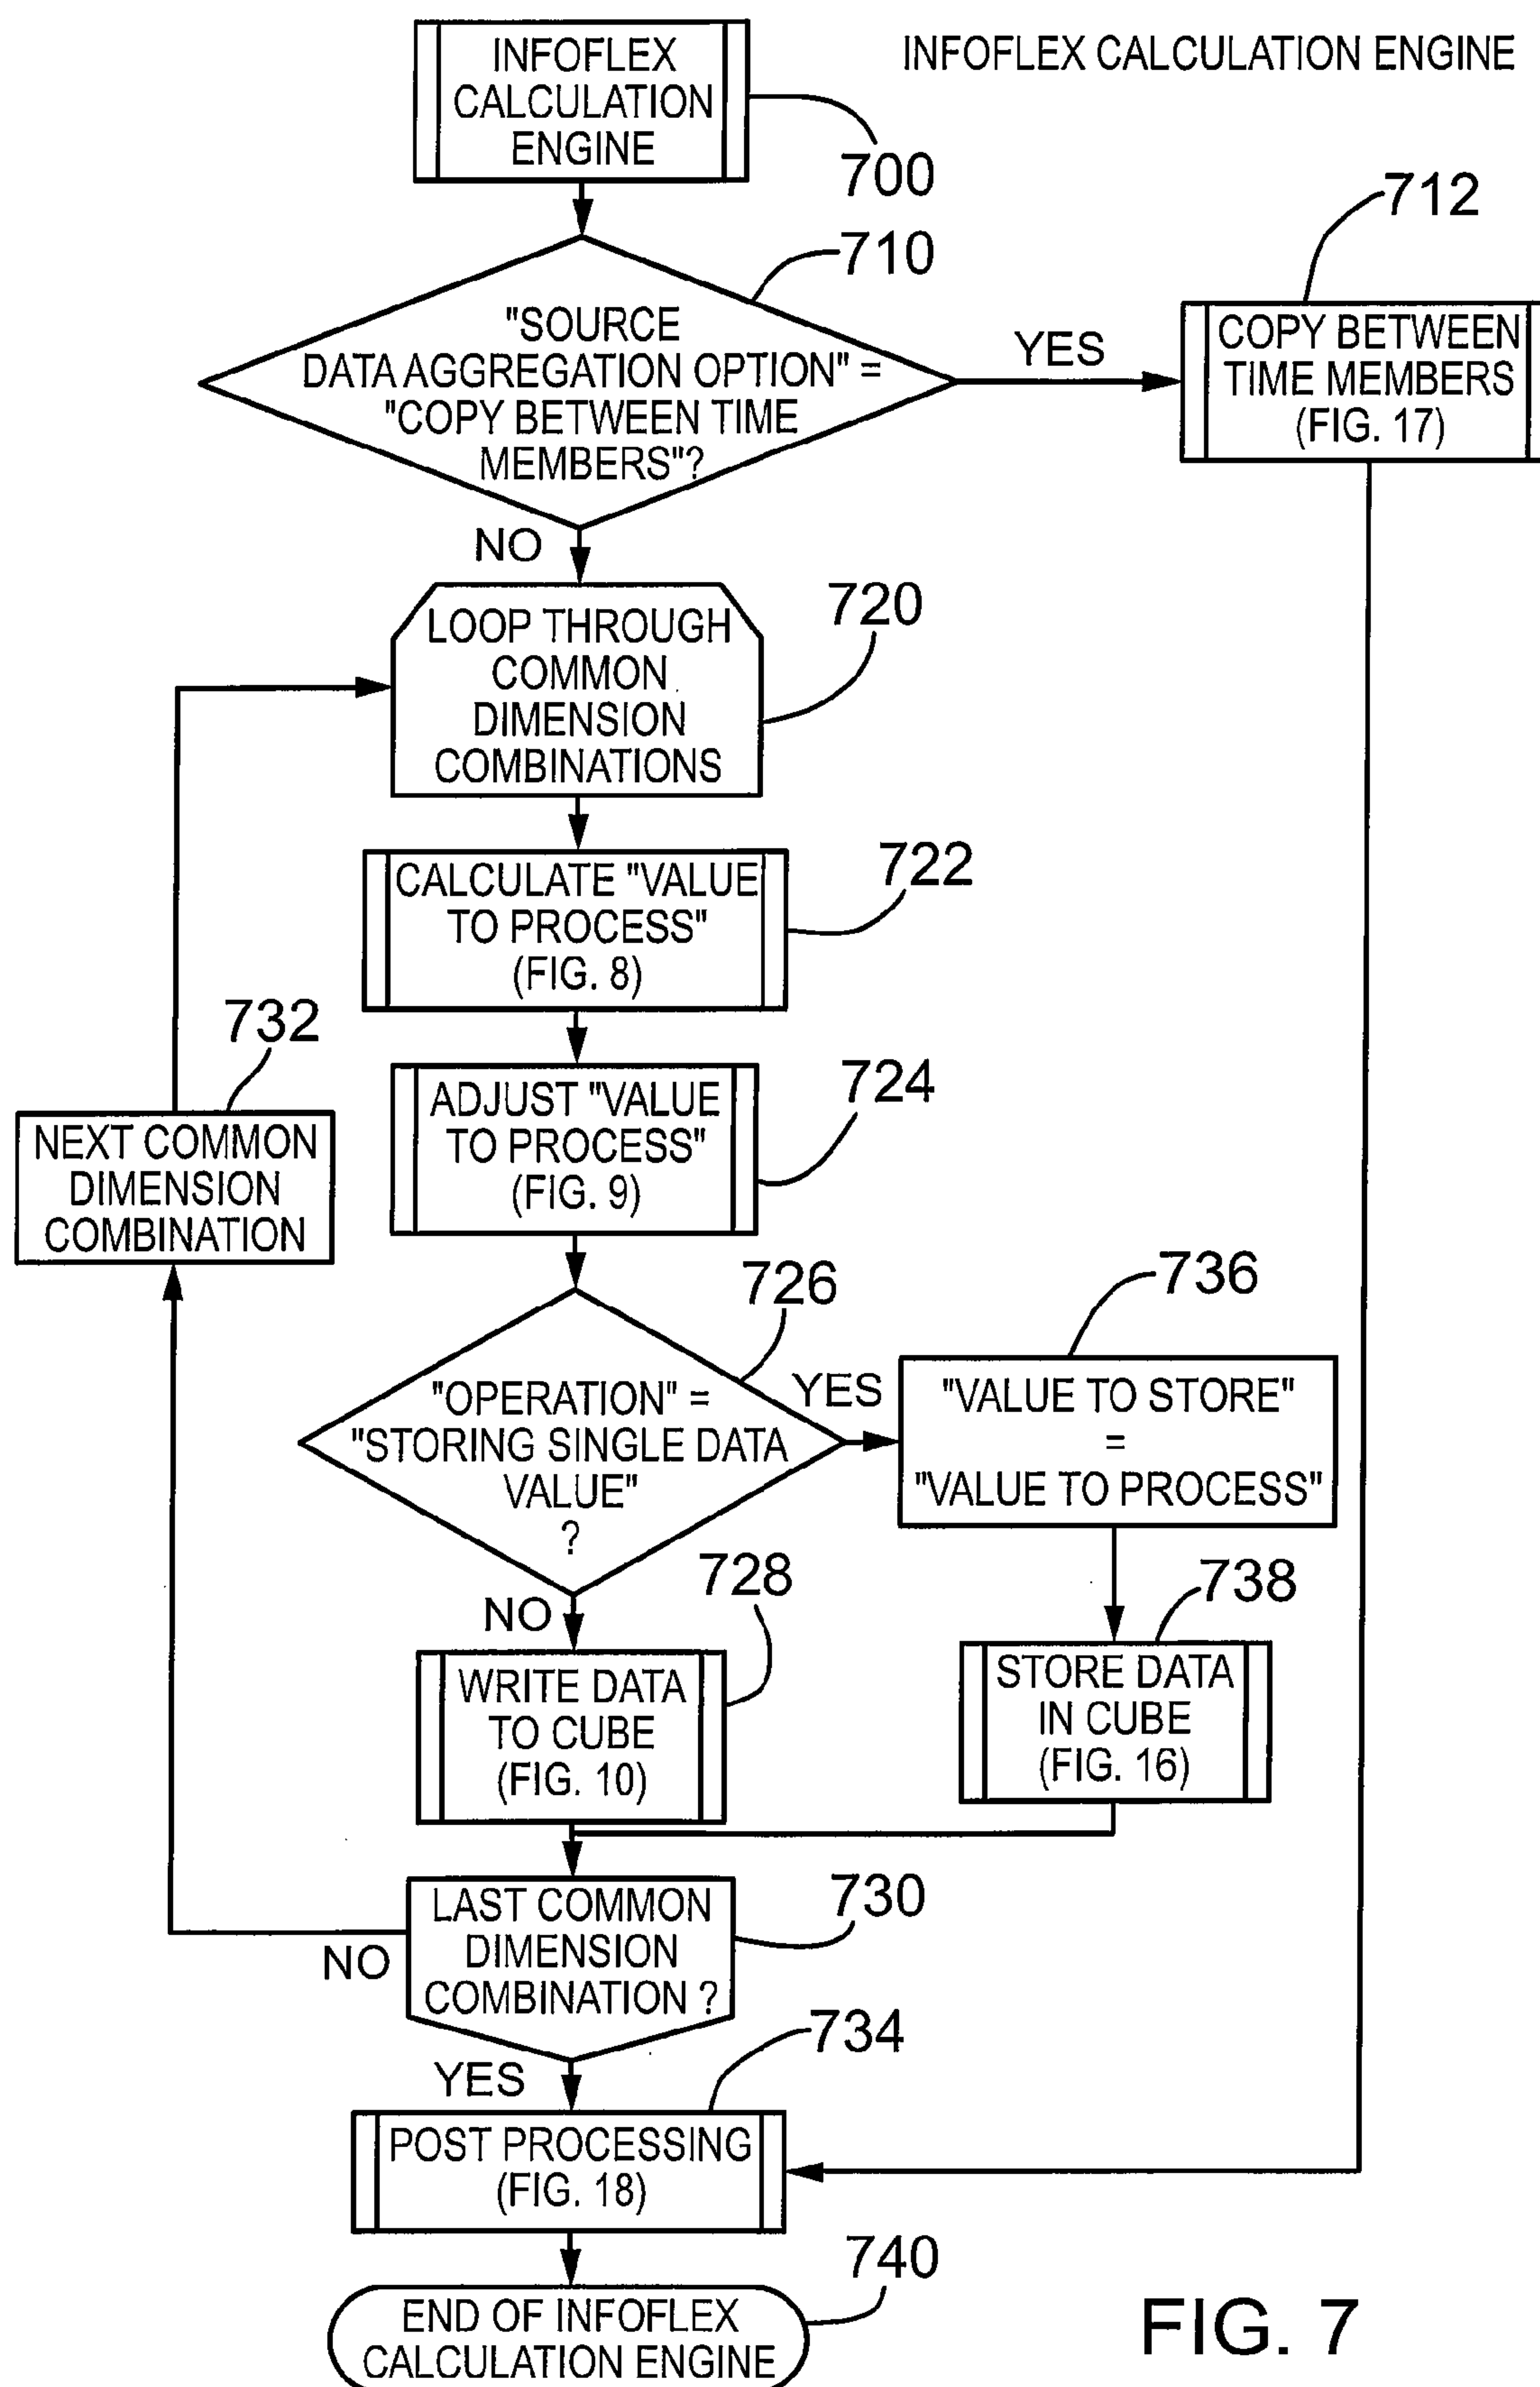 INFOFLEX
CALCULATION
ENGINE
INFOFLEX CALCULATION ENGINE
700
710
712
"SOURCE
DATA AGGREGATION OPTION" =
"COPY BETWEEN TIME
MEMBERS"?
YES
COPY BETWEEN
TIME MEMBERS
(FIG. 17)
NO
LOOP THROUGH
COMMON
DIMENSION
COMBINATIONS
720
CALCULATE "VALUE
TO PROCESS"
(FIG. 8)
722
732
ADJUST "VALUE
TO PROCESS"
(FIG. 9)
724
NEXT COMMON
DIMENSION
COMBINATION
726
"OPERATION" =
"STORING SINGLE DATA
VALUE"
?
YES
736
"VALUE TO STORE"
=
"VALUE TO PROCESS"
NO
728
WRITE DATA
TO CUBE
(FIG. 10)
738
STORE DATA
IN CUBE
(FIG. 16)
LAST COMMON
DIMENSION
COMBINATION ?
730
NO
YES
734
POST PROCESSING
(FIG. 18)
740
END OF INFOFLEX
CALCULATION ENGINE
FIG. 7